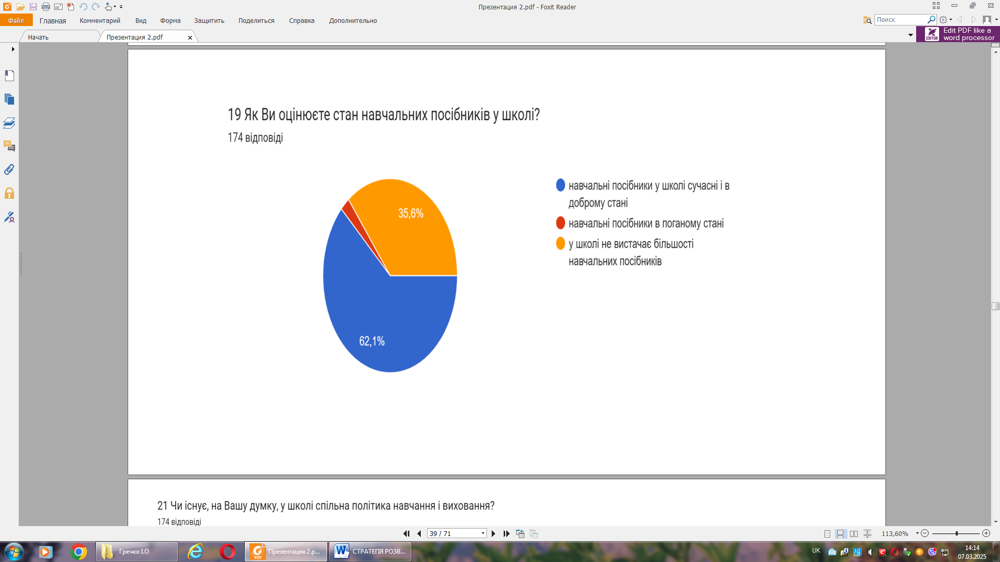 Презентация 2.pdf - Foxit Reader
Файл
Главная
Комментарий
Вид
Форма
Защитить
Поделиться
Справка
Дополнительно
Поиск
Начать
Презентация 2.pdf
EDITOR
Edit PDF like a
word processor
19 Як Ви оцінюєте стан навчальних посібників у школі?
174 відповіді
35,6%
62,1%
навчальні посібники у школі сучасні і в
доброму стані
навчальні посібники в поганому стані
у школі не вистачає більшості
навчальних посібників
21 Чи існує, на Вашу думку, у школі спільна політика навчання і виховання?
174 відповіді
39 / 71
113,60%
Гречко І.О
PDF
Презентация 2.p...
СТРАТЕГІЯ РОЗВ...
UK
14:14
07.03.2025